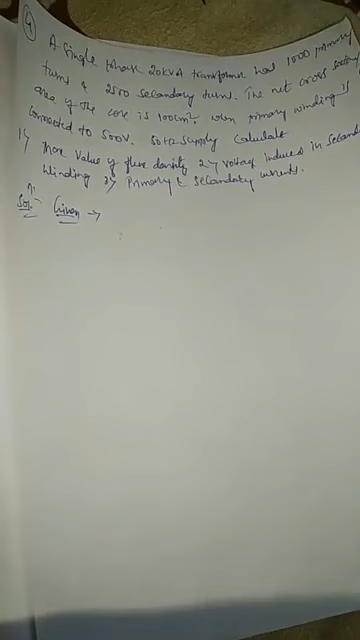 4) A single phase 20KVA transformer has 1000 primary
turns & 2500 secondary turns. The net cross section
area of the core is 100cm² when primary winding is
connected to 500V. 50Hz supply Calculate
1) Max Value of flux density 2) voltage induced in Secondary
Winding 3) Primary & Secondary currents.
Solⁿ:- Given →